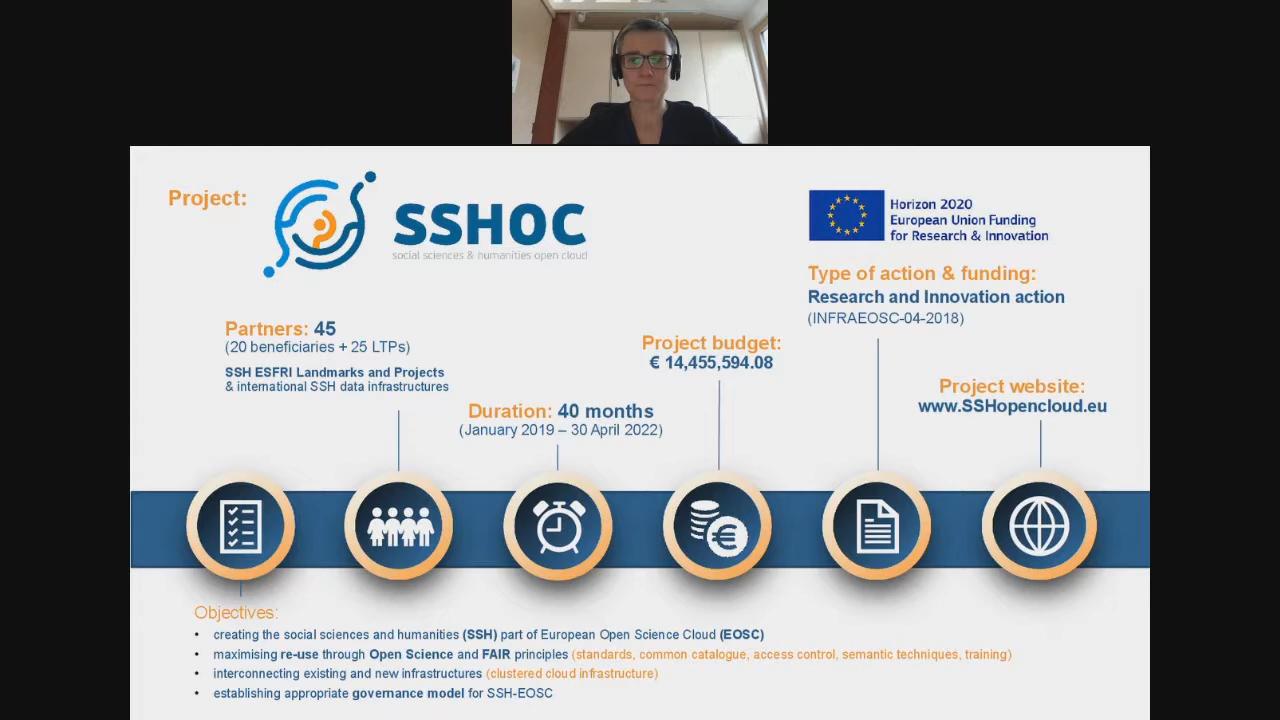 Project:
SSHOC
social sciences & humanities open cloud
Horizon 2020
European Union Funding
for Research & Innovation
Type of action & funding:
Research and Innovation action
(INFRAEOSC-04-2018)
Partners: 45
(20 beneficiaries + 25 LTPs)
SSH ESFRI Landmarks and Projects
& international SSH data infrastructures
Project budget:
€ 14,455,594.08
Project website:
www.SSHopencloud.eu
Duration: 40 months
(January 2019 – 30 April 2022)
Objectives:
• creating the social sciences and humanities (SSH) part of European Open Science Cloud (EOSC)
• maximising re-use through Open Science and FAIR principles (standards, common catalogue, access control, semantic techniques, training)
• interconnecting existing and new infrastructures (clustered cloud infrastructure)
• establishing appropriate governance model for SSH-EOSC